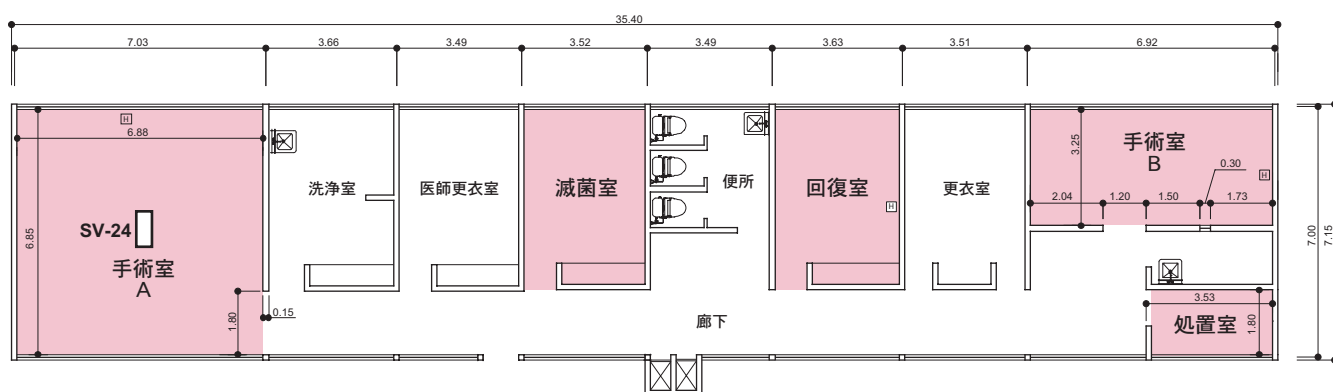 35.40
7.03 3.66 3.49 3.52 3.49 3.63 3.51 6.92
H
6.88
3.25
手術室
B
0.30
H
洗浄室
医師更衣室
滅菌室
便所
回復室
更衣室
H
2.04 1.20 1.50 1.73
SV-24
6.85
手術室
A
7.00
7.15
1.80
0.15
廊下
3.53
処置室
1.80